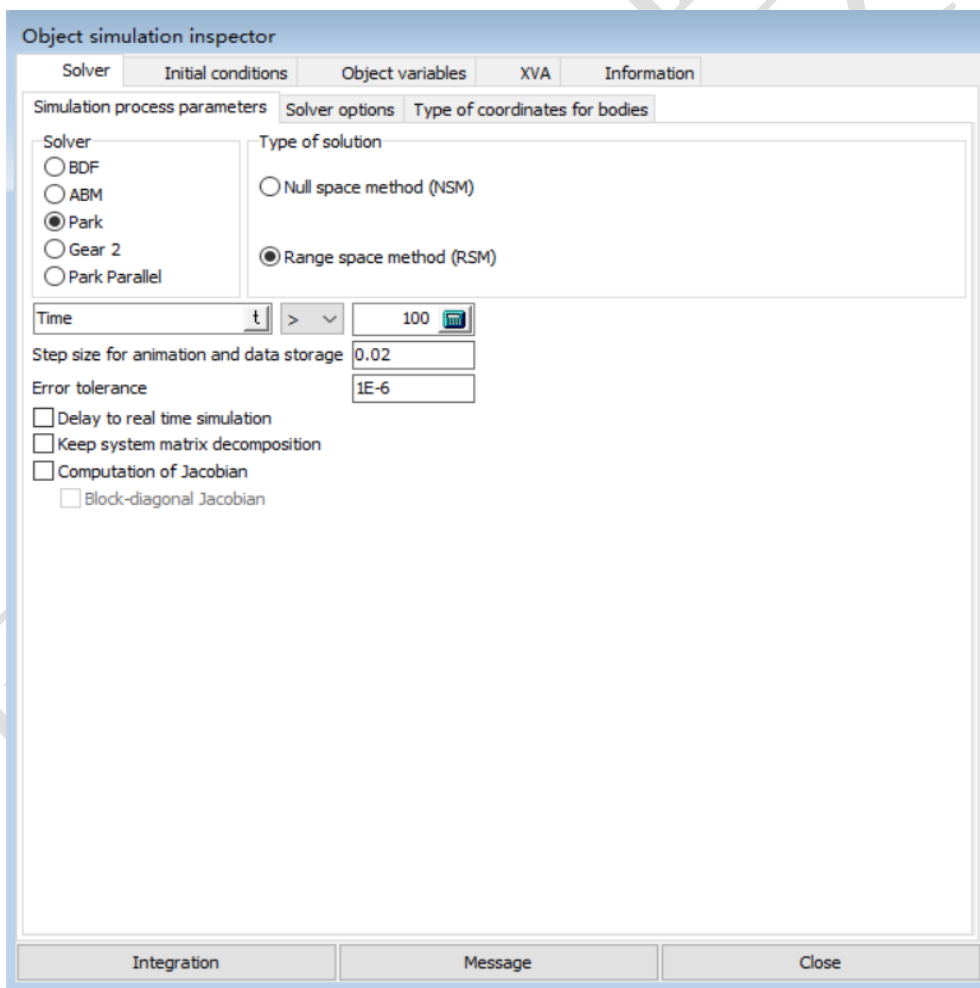 Object simulation inspector
Solver Initial conditions Object variables XVA Information
Simulation process parameters Solver options Type of coordinates for bodies
Solver Type of solution
BDF
Null space method (NSM)
ABM
Park
Gear 2
Range space method (RSM)
Park Parallel
Time t > 100
Step size for animation and data storage 0.02
Error tolerance 1E-6
Delay to real time simulation
Keep system matrix decomposition
Computation of Jacobian
Block-diagonal Jacobian
Integration Message Close